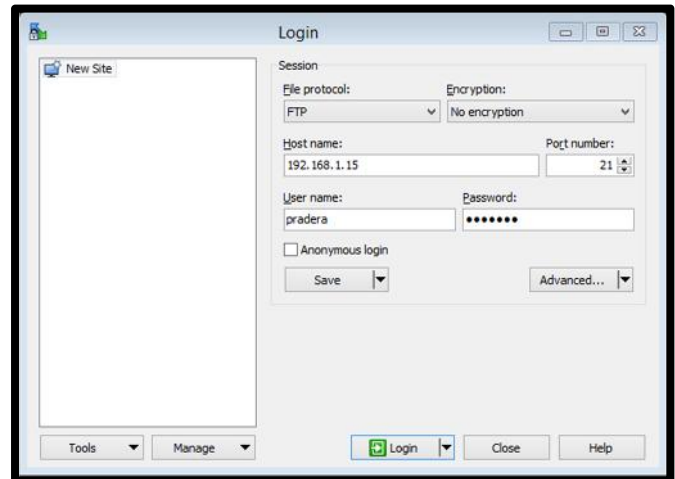 Login
New Site
Session
File protocol:
Encryption:
FTP
No encryption
Host name:
Port number:
192.168.1.15
21
User name:
Password:
pradera
•••••••
Anonymous login
Save
Advanced...
Tools
Manage
Login
Close
Help